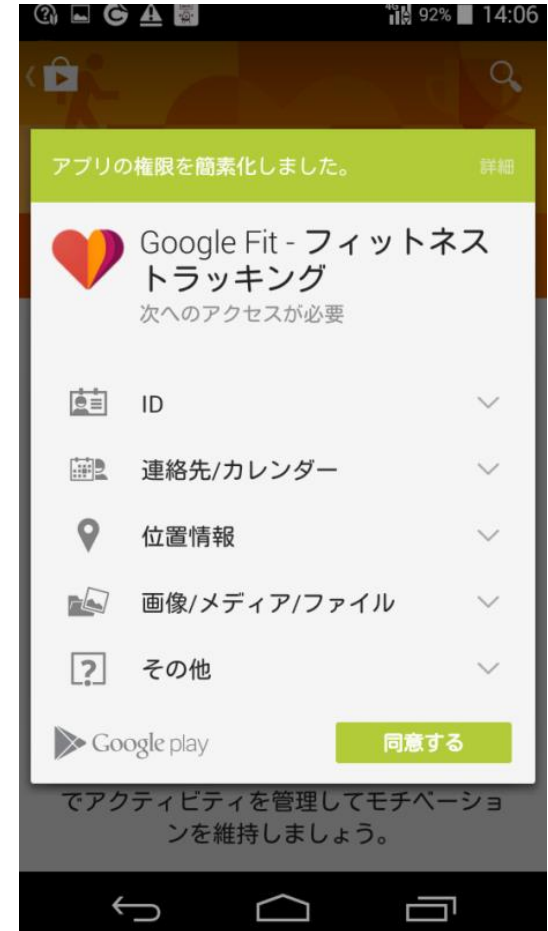 4G 92% 14:06
アプリの権限を簡素化しました。 詳細
Google Fit - フィットネス
トラッキング
次へのアクセスが必要
ID
連絡先/カレンダー
位置情報
画像/メディア/ファイル
その他
Google play 同意する
でアクティビティを管理してモチベーショ
ンを維持しましょう。